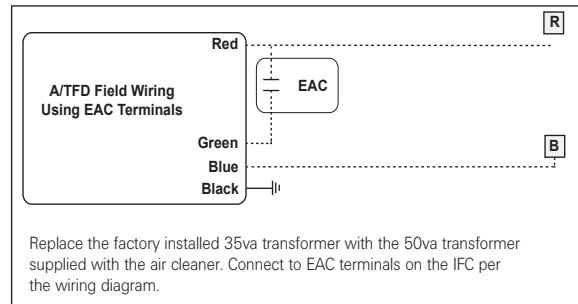 R
Red
A/TFD Field Wiring
Using EAC Terminals
EAC
Green
B
Blue
Black
Replace the factory installed 35va transformer with the 50va transformer
supplied with the air cleaner. Connect to EAC terminals on the IFC per
the wiring diagram.